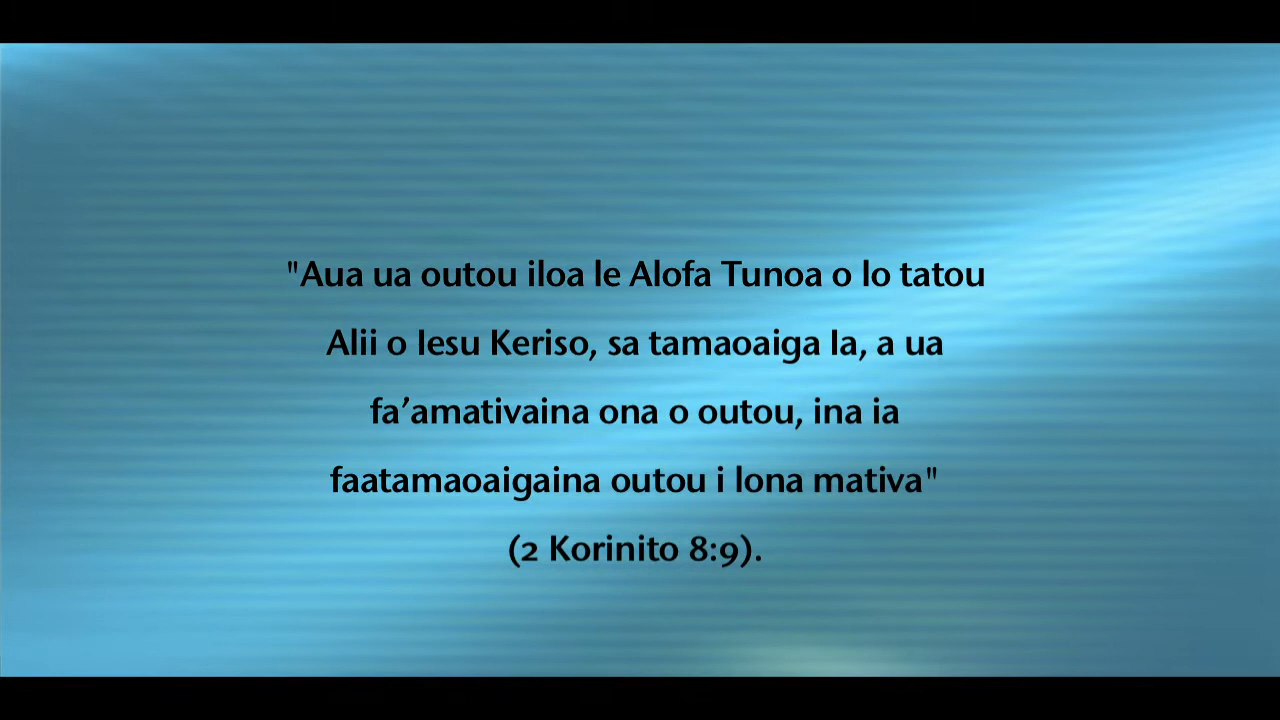 "Aua ua outou iloa le Alofa Tunoa o lo tatou
Alii o Iesu Keriso, sa tamaoaiga Ia, a ua
fa’amativaina ona o outou, ina ia
faatamaoaigaina outou i lona mativa"
(2 Korinito 8:9).